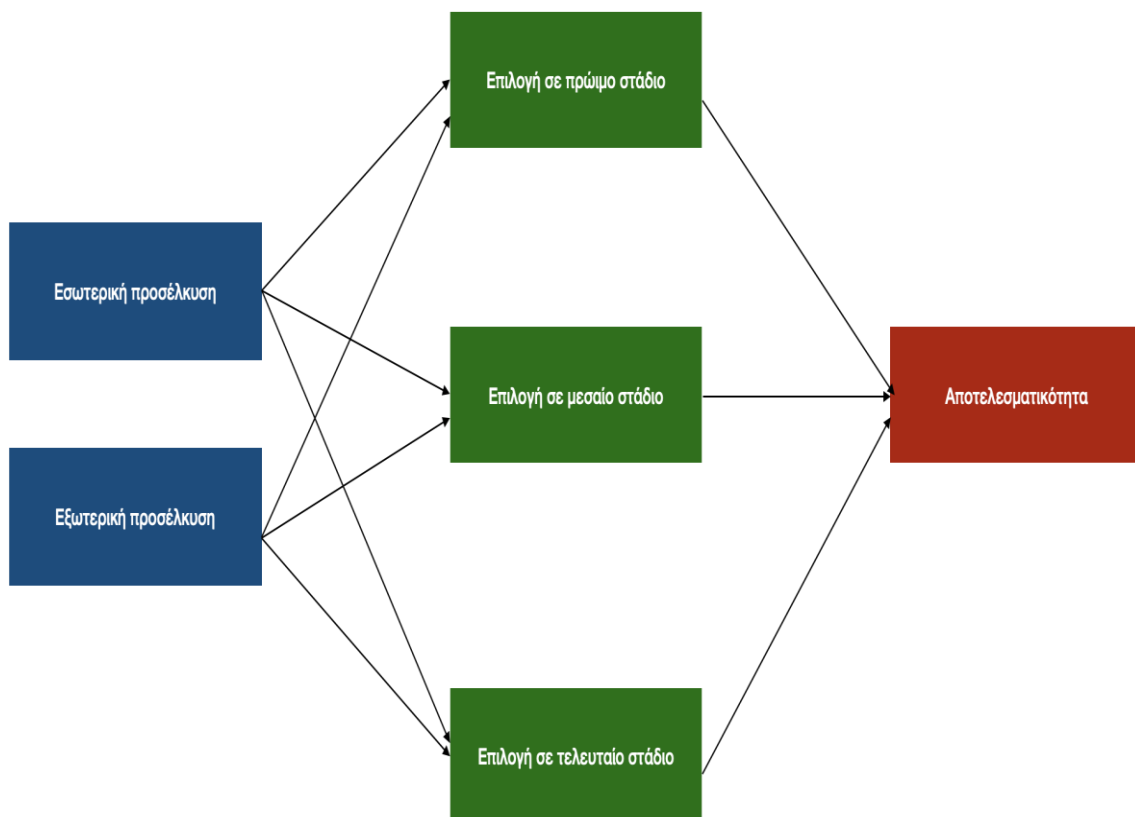 Επιλογή σε πρώιμο στάδιο
Εσωτερική προσέλκυση
Επιλογή σε μεσαίο στάδιο
Αποτελεσματικότητα
Εξωτερική προσέλκυση
Επιλογή σε τελευταίο στάδιο